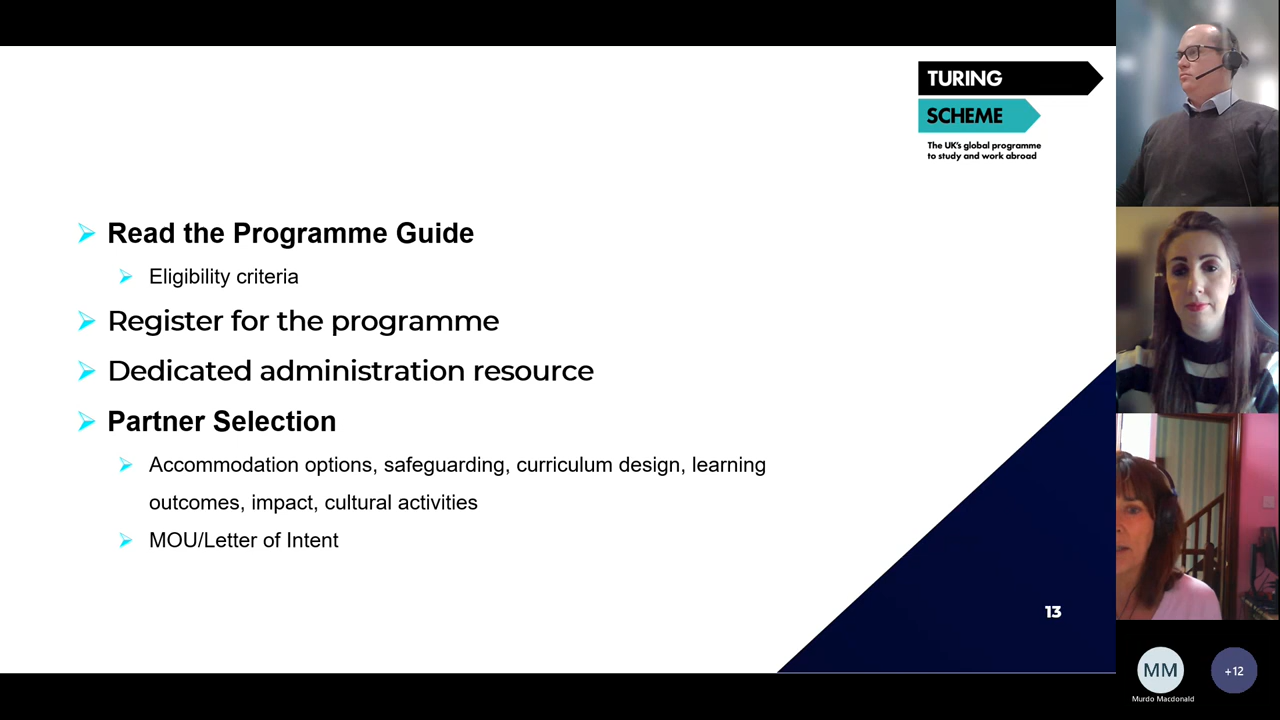 TURING
SCHEME
The UK's global programme
to study and work abroad
Read the Programme Guide
Eligibility criteria
Register for the programme
Dedicated administration resource
Partner Selection
Accommodation options, safeguarding, curriculum design, learning
outcomes, impact, cultural activities
MOU/Letter of Intent
13
MM
+12
Murdo Macdonald